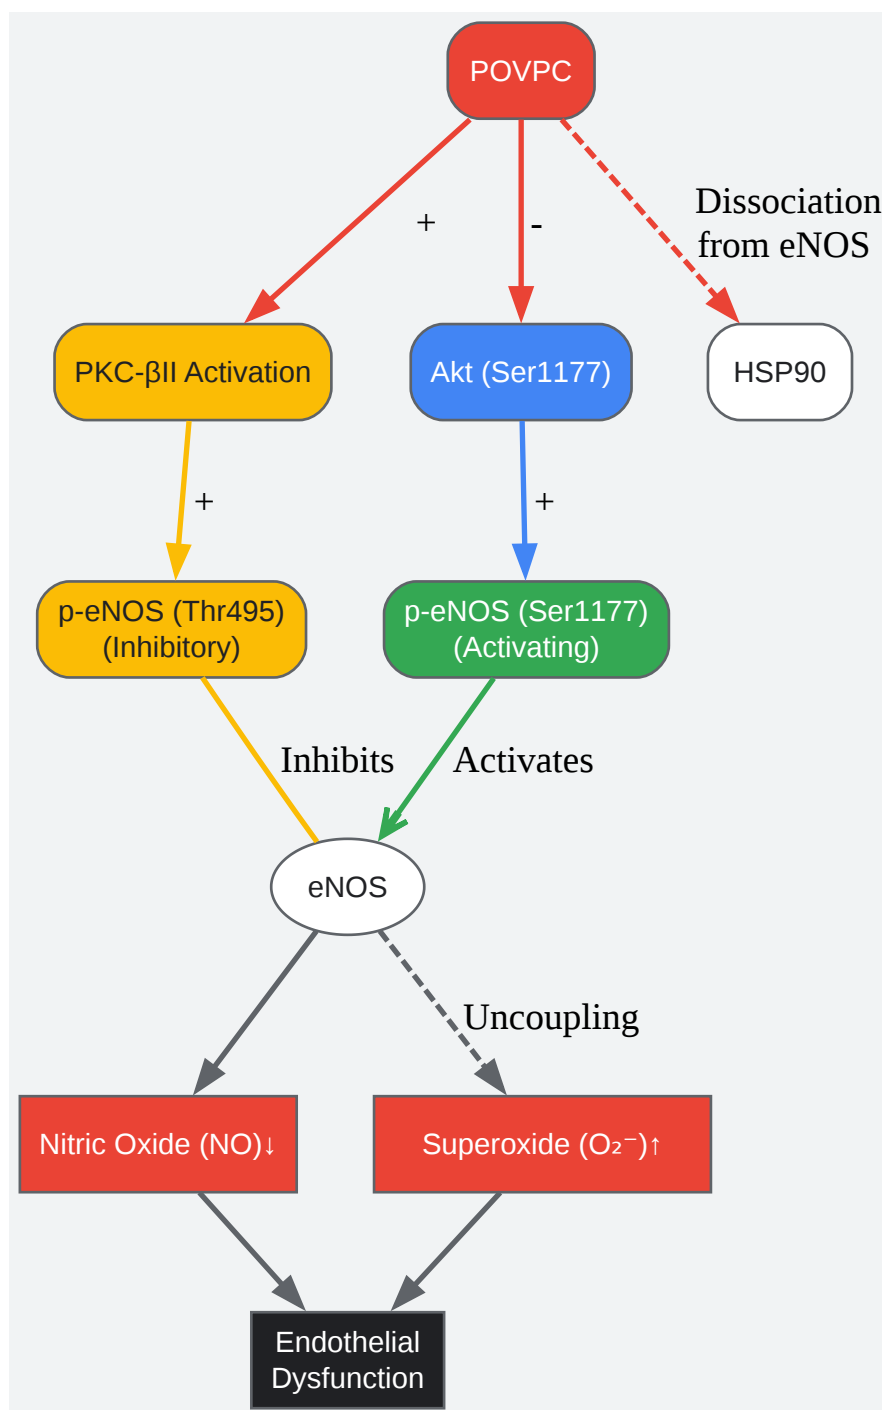 POVPC
+
-
Dissociation
from eNOS
PKC-βII Activation
Akt (Ser1177)
HSP90
+
+
p-eNOS (Thr495)
(Inhibitory)
p-eNOS (Ser1177)
(Activating)
Inhibits
Activates
eNOS
Uncoupling
Nitric Oxide (NO)↓
Superoxide (O₂⁻)↑
Endothelial
Dysfunction